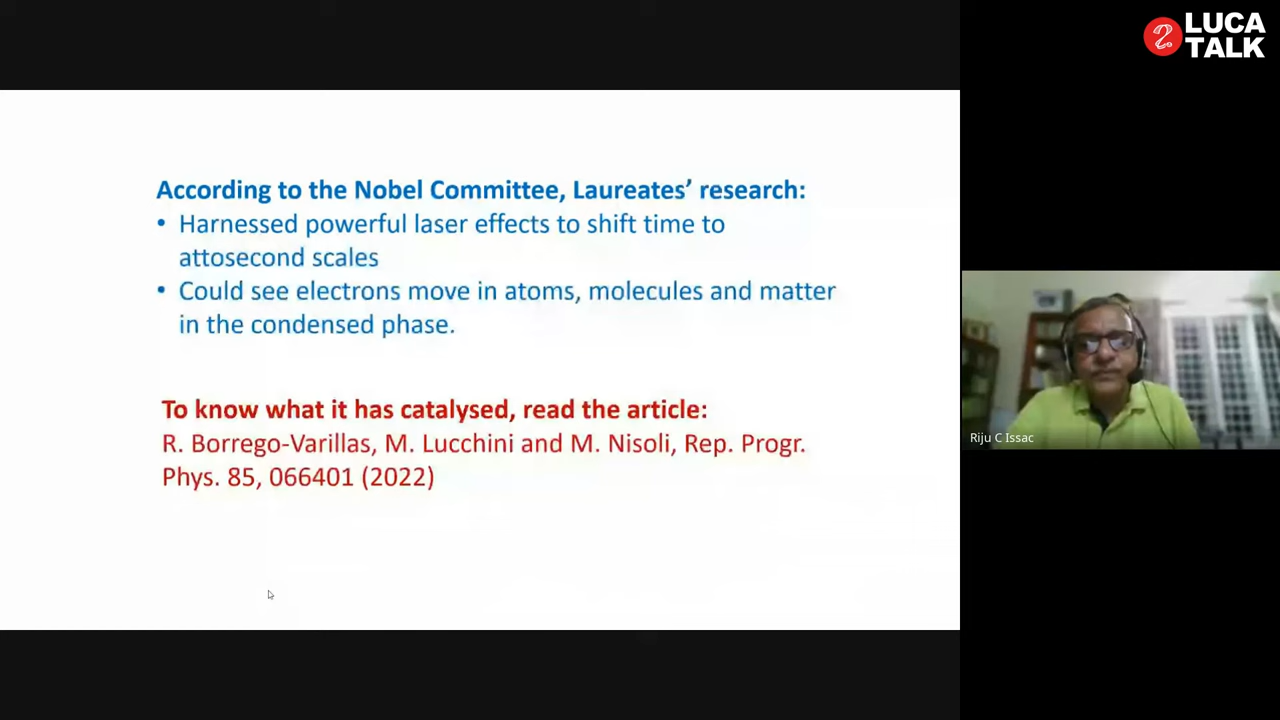 LUCA
TALK
According to the Nobel Committee, Laureates’ research:
• Harnessed powerful laser effects to shift time to
attosecond scales
• Could see electrons move in atoms, molecules and matter
in the condensed phase.
To know what it has catalysed, read the article:
R. Borrego-Varillas, M. Lucchini and M. Nisoli, Rep. Progr.
Phys. 85, 066401 (2022)
Riju C Issac